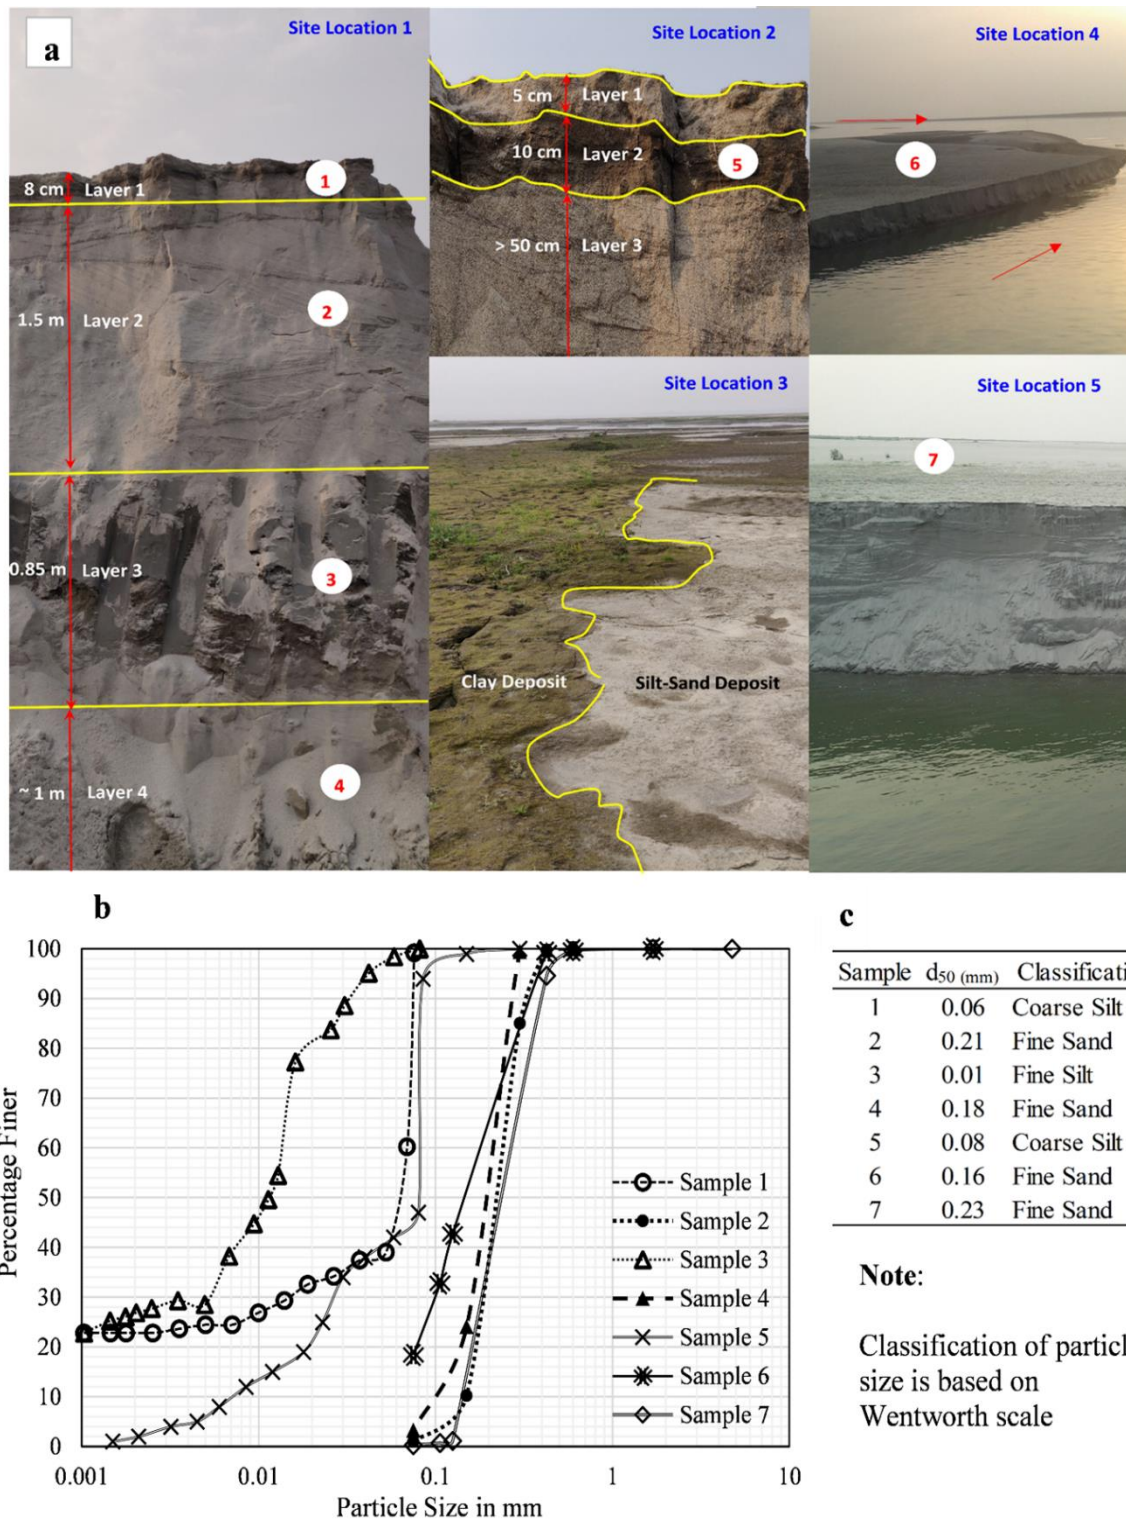 a
Site Location 1
8 cm Layer 1
1
1.5 m Layer 2
2
0.85 m Layer 3
3
~ 1 m Layer 4
4
Site Location 2
5 cm Layer 1
10 cm Layer 2
5
> 50 cm Layer 3
Site Location 4
6
Site Location 3
Clay Deposit
Silt-Sand Deposit
Site Location 5
7
b
Percentage Finer
100
90
80
70
60
50
40
30
20
10
0
0.001 0.01 0.1 1 10
Particle Size in mm
Sample 1
Sample 2
Sample 3
Sample 4
Sample 5
Sample 6
Sample 7
c
Sample d50 (mm) Classificati
1 0.06 Coarse Silt
2 0.21 Fine Sand
3 0.01 Fine Silt
4 0.18 Fine Sand
5 0.08 Coarse Silt
6 0.16 Fine Sand
7 0.23 Fine Sand
Note:
Classification of particl
size is based on
Wentworth scale